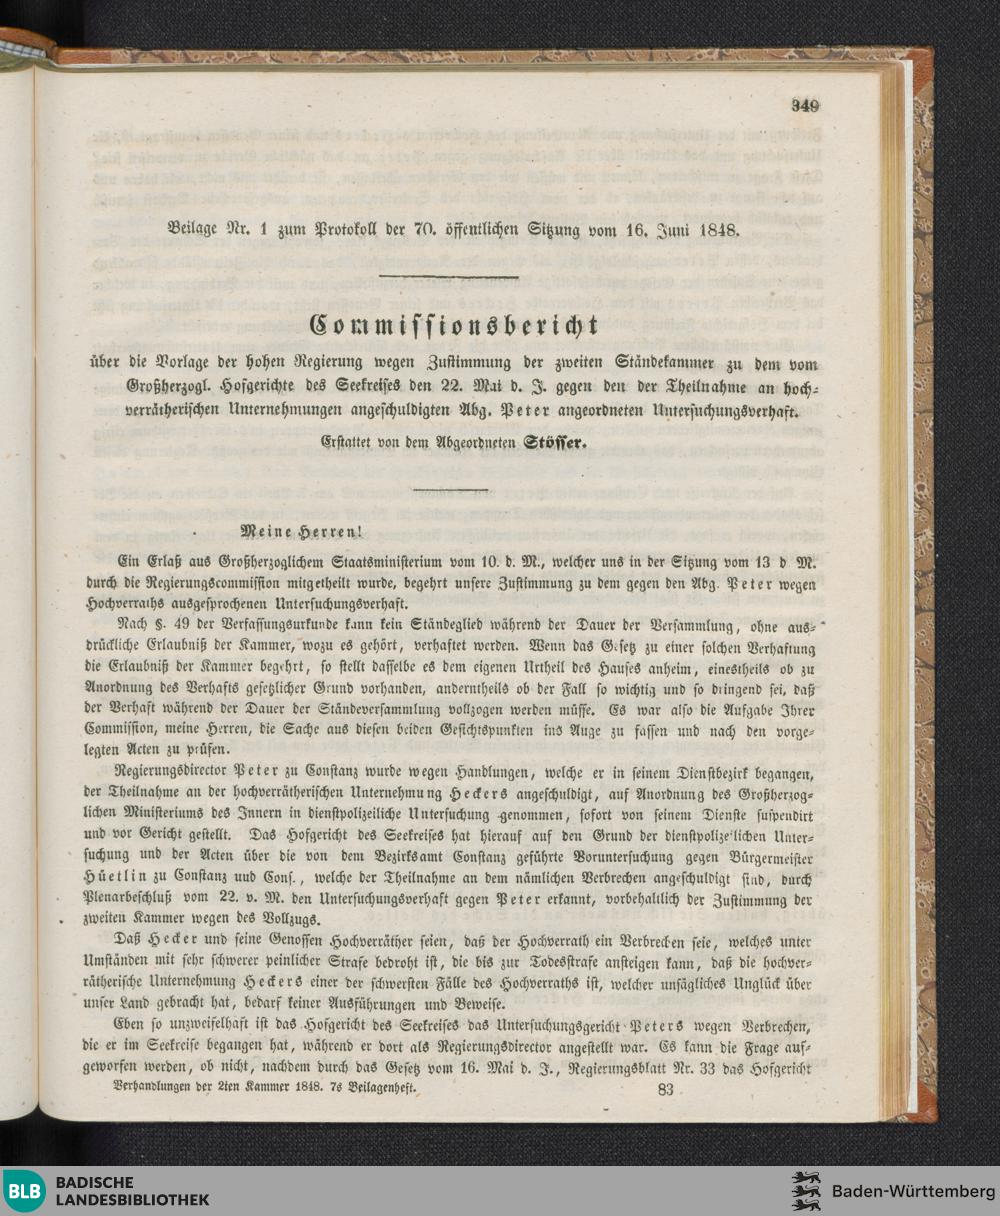 349
Beilage Nr. 1 zum Protokoll der 70. öffentlichen Sitzung vom 16. Juni 1848.
Commissionsbericht
über die Vorlage der hohen Regierung wegen Zustimmung der zweiten Ständekammer zu dem vom
Großherzogl. Hofgerichte des Seekreises den 22. Mai d. J. gegen den der Theilnahme an hoch-
verrätherischen Unternehmungen angeschuldigten Abg. Peter angeordneten Untersuchungsverhaft.
Erstattet von dem Abgeordneten Stösser.
Meine Herren!
Ein Erlaß aus Großherzoglichem Staatsministerium vom 10. d. M., welcher uns in der Sitzung vom 13 d M.
durch die Regierungscommission mitgetheilt wurde, begehrt unsere Zustimmung zu dem gegen den Abg. Peter wegen
Hochverraths ausgesprochenen Untersuchungsverhaft.
Nach §. 49 der Verfassungsurkunde kann kein Ständeglied während der Dauer der Versammlung, ohne aus-
drückliche Erlaubniß der Kammer, wozu es gehört, verhaftet werden. Wenn das Gesetz zu einer solchen Verhaftung
die Erlaubniß der Kammer begehrt, so stellt dasselbe es dem eigenen Urtheil des Hauses anheim, einestheils ob zu
Anordnung des Verhafts gesetzlicher Grund vorhanden, anderntheils ob der Fall so wichtig und so dringend sei, daß
der Verhaft während der Dauer der Ständeversammlung vollzogen werden müsse. Es war also die Aufgabe Ihrer
Commission, meine Herren, die Sache aus diesen beiden Gesichtspunkten ins Auge zu fassen und nach den vorge-
legten Acten zu prüfen.
Regierungsdirector Peter zu Constanz wurde wegen Handlungen, welche er in seinem Dienstbezirk begangen,
der Theilnahme an der hochverrätherischen Unternehmung Heckers angeschuldigt, auf Anordnung des Großherzog-
lichen Ministeriums des Innern in dienstpolizeiliche Untersuchung genommen, sofort von seinem Dienste suspendirt
und vor Gericht gestellt. Das Hofgericht des Seekreises hat hierauf auf den Grund der dienstpolizeilichen Unter-
suchung und der Acten über die von dem Bezirksamt Constanz geführte Voruntersuchung gegen Bürgermeister
Hüetlin zu Constanz uud Cons., welche der Theilnahme an dem nämlichen Verbrechen angeschuldigt sind, durch
Plenarbeschluß vom 22. v. M. den Untersuchungsverhaft gegen Peter erkannt, vorbehaltlich der Zustimmung der
zweiten Kammer wegen des Vollzugs.
Daß Hecker und seine Genossen Hochverräther seien, daß der Hochverrath ein Verbrechen seie, welches unter
Umständen mit sehr schwerer peinlicher Strafe bedroht ist, die bis zur Todesstrafe ansteigen kann, daß die hochver-
rätherische Unternehmung Heckers einer der schwersten Fälle des Hochverraths ist, welcher unsägliches Unglück über
unser Land gebracht hat, bedarf keiner Ausführungen und Beweise.
Eben so unzweifelhaft ist das Hofgericht des Seekreises das Untersuchungsgericht Peters wegen Verbrechen,
die er im Seekreise begangen hat, während er dort als Regierungsdirector angestellt war. Es kann die Frage auf-
geworfen werden, ob nicht, nachdem durch das Gesetz vom 16. Mai d. J., Regierungsblatt Nr. 33 das Hofgericht
Verhandlungen der 2ten Kammer 1848. 7s Beilagenheft.
83
BLB
BADISCHE
LANDESBIBLIOTHEK
Baden-Württemberg